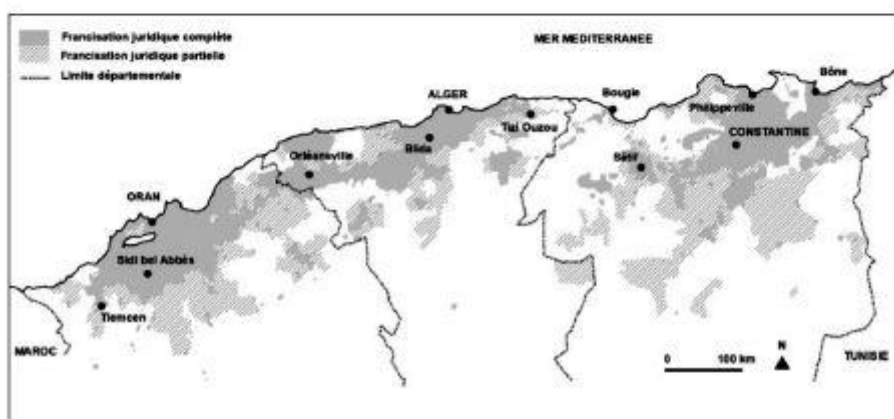 Francisation juridique complète
Francisation juridique partielle
Limite départementale
MER MEDITERRANEE
ALGER
Bougie
Bône
Philippeville
Tizi Ouzou
CONSTANTINE
Blida
Orléansville
Sétif
ORAN
Sidi bel Abbès
Tlemcen
MAROC
0 100 km
N
TUNISIE